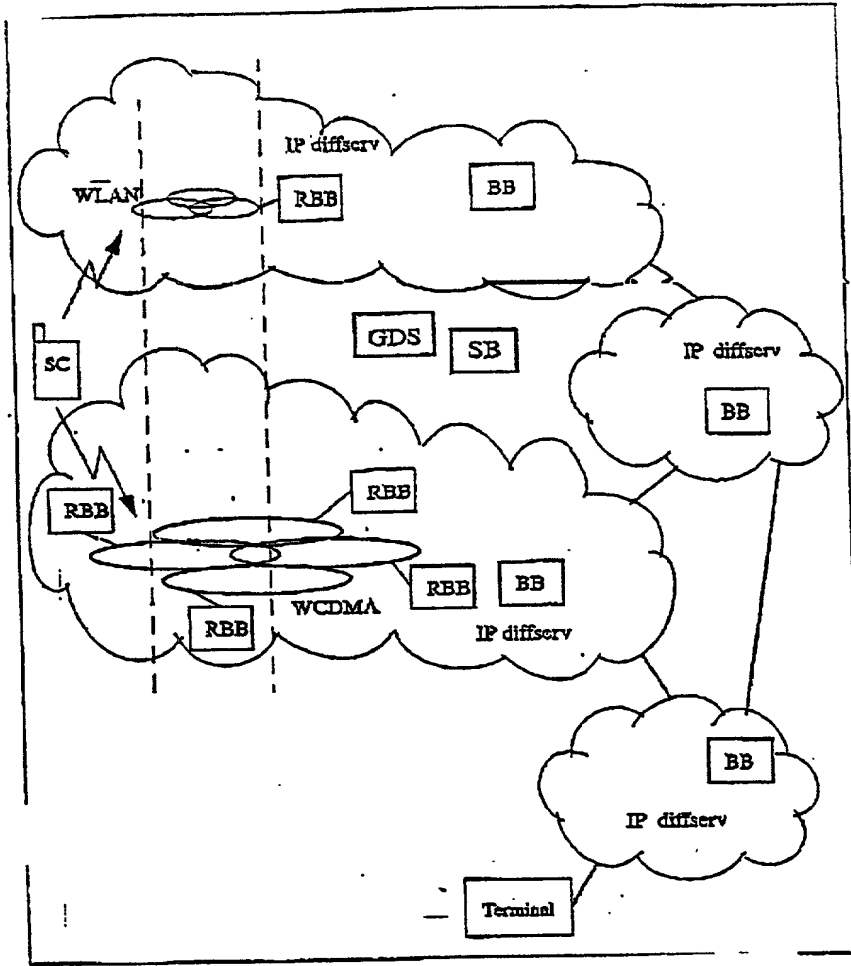 IP diffserv
WLAN
RBB
BB
GDS
SB
SC
IP diffserv
BB
RBB
RBB
RBB
BB
WCDMA
RBB
IP diffserv
BB
IP diffserv
Terminal